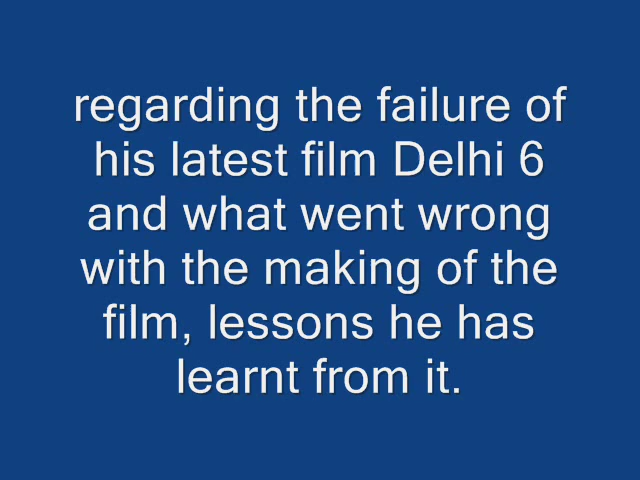 regarding the failure of
his latest film Delhi 6
and what went wrong
with the making of the
film, lessons he has
learnt from it.